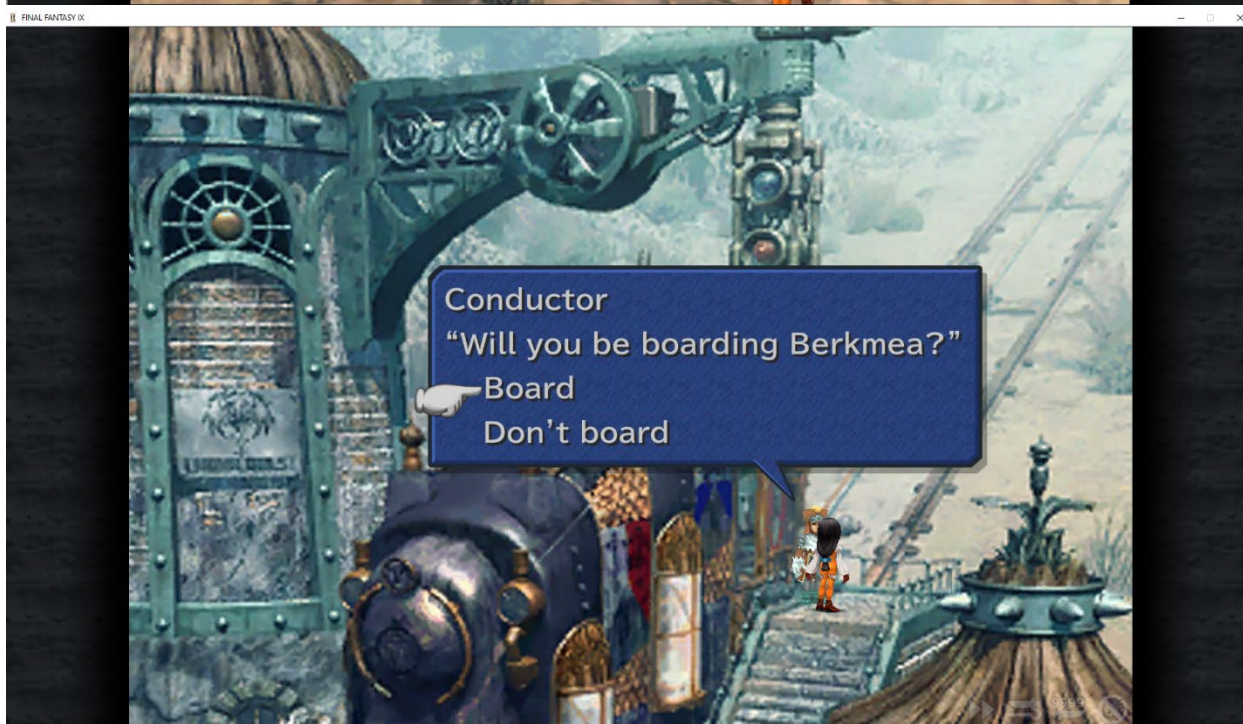 FINAL FANTASY IX
Conductor
“Will you be boarding Berkmea?”
Board
Don’t board